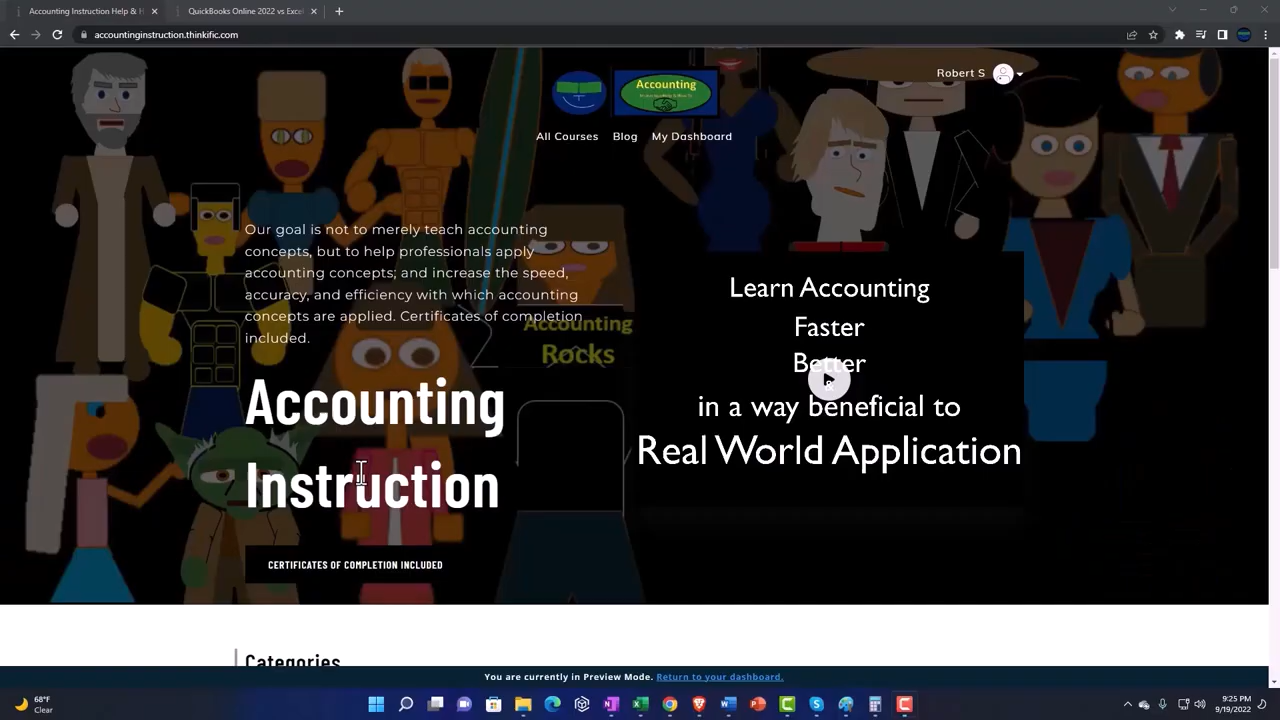 Accounting Instruction Help & H
QuickBooks Online 2022 vs Excel
accountinginstruction.thinkific.com
Robert S
Accounting
All Courses
Blog
My Dashboard
Our goal is not to merely teach accounting
concepts, but to help professionals apply
accounting concepts; and increase the speed,
accuracy, and efficiency with which accounting
concepts are applied. Certificates of completion
included.
Accounting
Rocks
Accounting
Instruction
CERTIFICATES OF COMPLETION INCLUDED
Learn Accounting
Faster
Better
&
in a way beneficial to
Real World Application
Categories
You are currently in Preview Mode. Return to your dashboard.
68°F
Clear
9:25 PM
9/19/2022